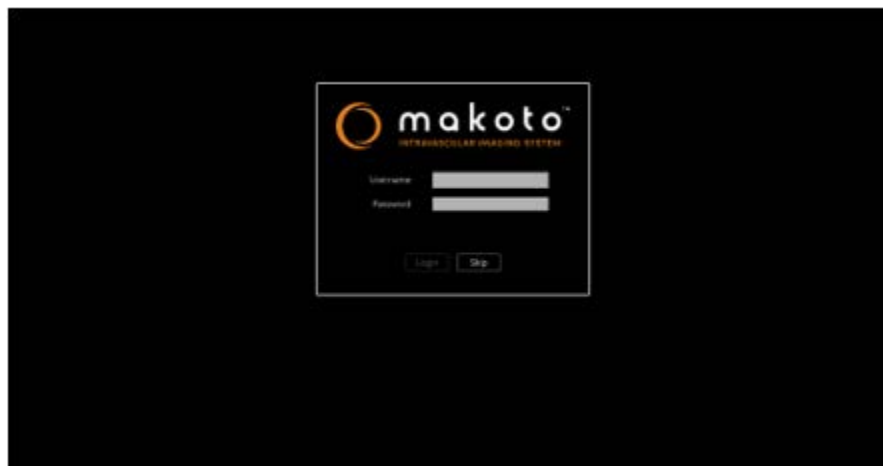 makoto™
INTRAVASCULAR IMAGING SYSTEM
Username
Password
Login Skip